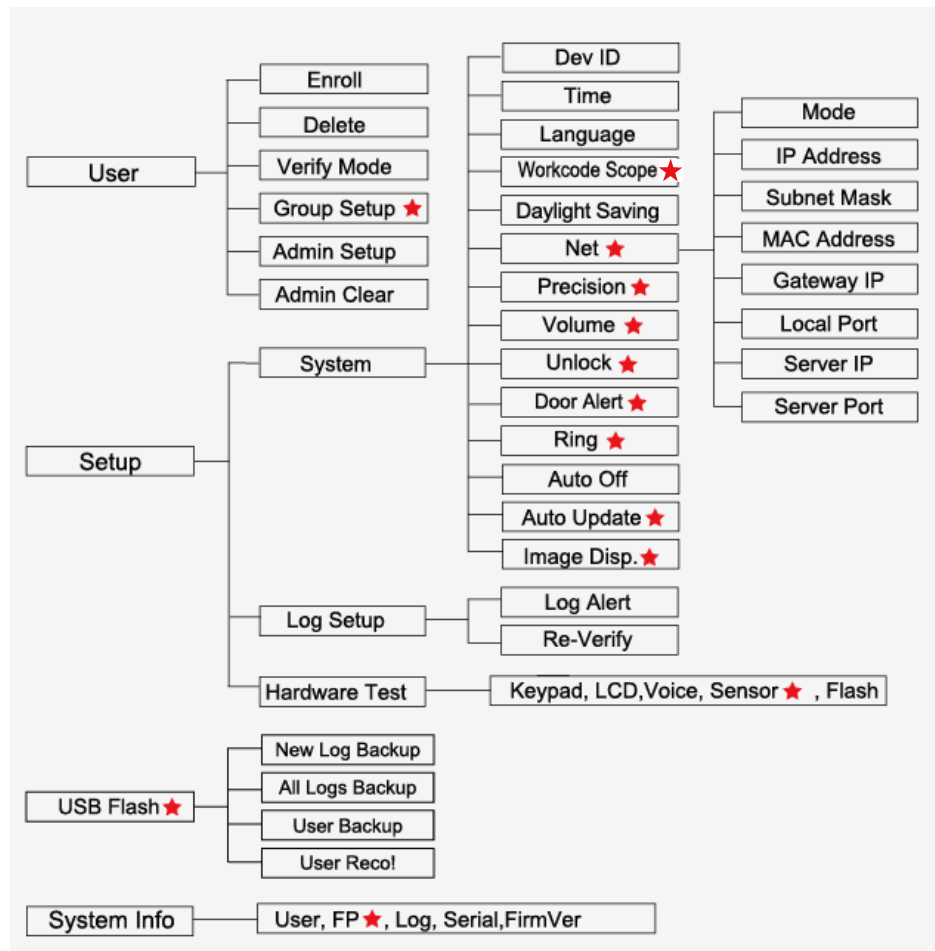 User
Enroll
Delete
Verify Mode
Group Setup
Admin Setup
Admin Clear
Setup
System
Dev ID
Time
Language
Workcode Scope
Daylight Saving
Net
Mode
IP Address
Subnet Mask
MAC Address
Gateway IP
Local Port
Server IP
Server Port
Precision
Volume
Unlock
Door Alert
Ring
Auto Off
Auto Update
Image Disp.
Log Setup
Log Alert
Re-Verify
Hardware Test
Keypad, LCD,Voice, Sensor , Flash
USB Flash
New Log Backup
All Logs Backup
User Backup
User Reco!
System Info
User, FP , Log, Serial,FirmVer